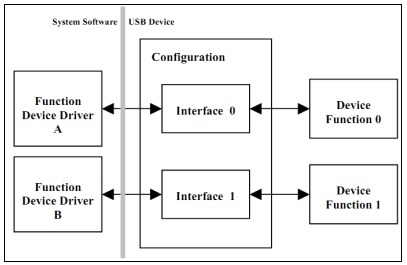 System Software
USB Device
Configuration
Function
Device Driver
A
Interface 0
Device
Function 0
Function
Device Driver
B
Interface 1
Device
Function 1